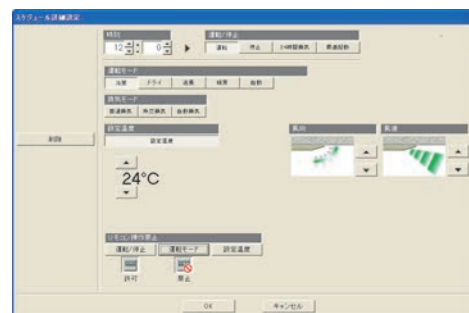 スケジュール詳細設定
時刻
運転/停止
12 : 0
運転 停止 24時間換気 最適起動
運転モード
冷房 ドライ 送風 暖房 自動
換気モード
普通換気 熱交換気 自動換気
削除
設定温度
設定温度
風向
風速
24°C
リモコン操作禁止
運転/停止 運転モード 設定温度
許可
禁止
OK
キャンセル